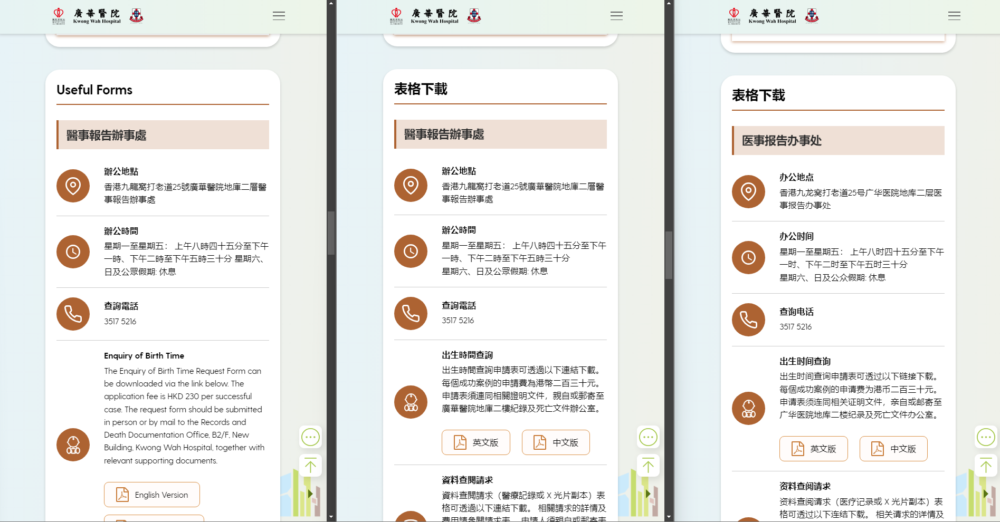 廣華醫院
Kwong Wah Hospital
Useful Forms
醫事報告辦事處
辦公地點
香港九龍窩打老道25號廣華醫院地庫二層醫
事報告辦事處
辦公時間
星期一至星期五： 上午八時四十五分至下午
一時、下午二時至下午五時三十分 星期六、
日及公眾假期: 休息
查詢電話
3517 5216
Enquiry of Birth Time
The Enquiry of Birth Time Request Form can
be downloaded via the link below. The
application fee is HKD 230 per successful
case. The request form should be submitted
in person or by mail to the Records and
Death Documentation Office, B2/F, New
Building, Kwong Wah Hospital, together with
relevant supporting documents.
English Version
廣華醫院
Kwong Wah Hospital
表格下載
醫事報告辦事處
辦公地點
香港九龍窩打老道25號廣華醫院地庫二層醫
事報告辦事處
辦公時間
星期一至星期五： 上午八時四十五分至下午
一時、下午二時至下午五時三十分
星期六、日及公眾假期: 休息
查詢電話
3517 5216
出生時間查詢
出生時間查詢申請表可透過以下連結下載。
每個成功案例的申請費為港幣二百三十元。
申請表須連同相關證明文件，親自或郵寄至
廣華醫院地庫二樓紀錄及死亡文件辦公室。
英文版
中文版
資料查閱請求
資料查閱請求（醫療記錄或 X 光片副本）表
格可透過以下連結下載。 相關請求的詳情及
費用請參閱請求表。 申請人須親自或郵寄表
廣華醫院
Kwong Wah Hospital
表格下载
医事报告办事处
办公地点
香港九龙窝打老道25号广华医院地库二层医
事报告办事处
办公时间
星期一至星期五： 上午八时四十五分至下午
一时、下午二时至下午五时三十分
星期六、日及公众假期: 休息
查询电话
3517 5216
出生时间查询
出生时间查询申請表可透过以下链接下载。
每個成功案例的申请费为港币二百三十元。
申请表须连同相关证明文件，亲自或邮寄至
广华医院地库二楼纪录及死亡文件办公室。
英文版
中文版
资料查阅请求
资料查阅请求（医疗记录或 X 光片副本）表
格可透过以下连结下载。 相关请求的详情及